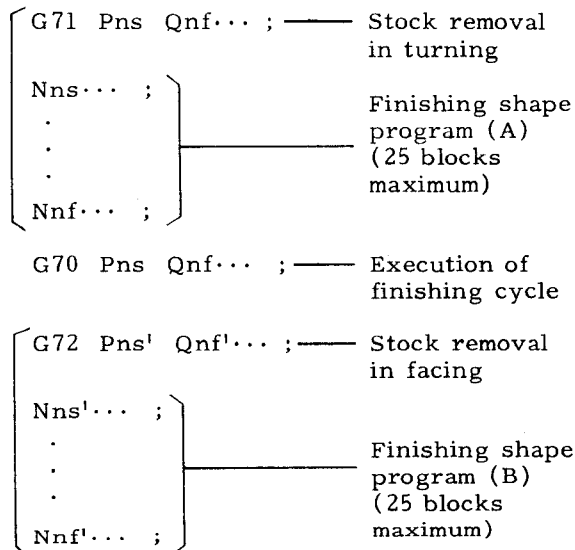 G71 Pns Qnf··· ; Stock removal
in turning
Nns··· ;
.
.
.
Nnf··· ;
Finishing shape
program (A)
(25 blocks
maximum)
G70 Pns Qnf··· ; Execution of
finishing cycle
G72 Pns' Qnf'··· ; Stock removal
in facing
Nns'··· ;
.
.
.
Nnf'··· ;
Finishing shape
program (B)
(25 blocks
maximum)